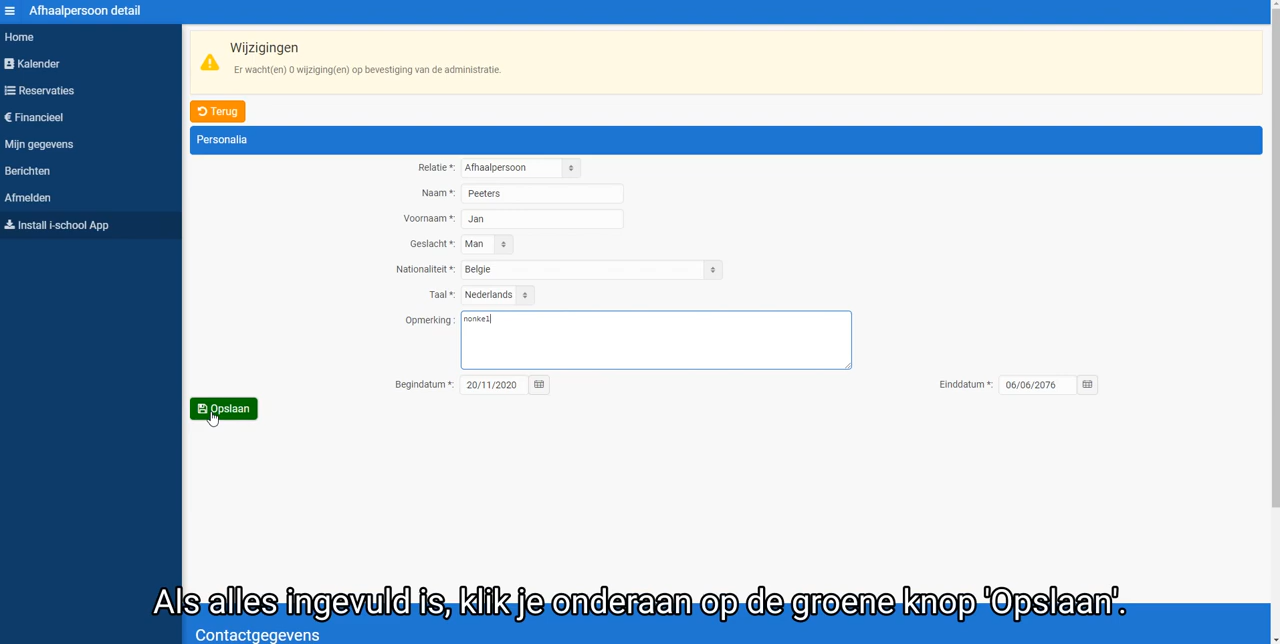 Afhaalpersoon detail
Home
Kalender
Reservaties
€ Financieel
Mijn gegevens
Berichten
Afmelden
Install i-school App
Wijzigingen
Er wacht(en) 0 wijziging(en) op bevestiging van de administratie.
Terug
Personalia
Relatie *: Afhaalpersoon
Naam *: Peeters
Voornaam *: Jan
Geslacht *: Man
Nationaliteit *: Belgie
Taal *: Nederlands
Opmerking : nonkel
Begindatum *: 20/11/2020 Einddatum *: 06/06/2076
Opslaan
Als alles ingevuld is, klik je onderaan op de groene knop 'Opslaan'.
Contactgegevens